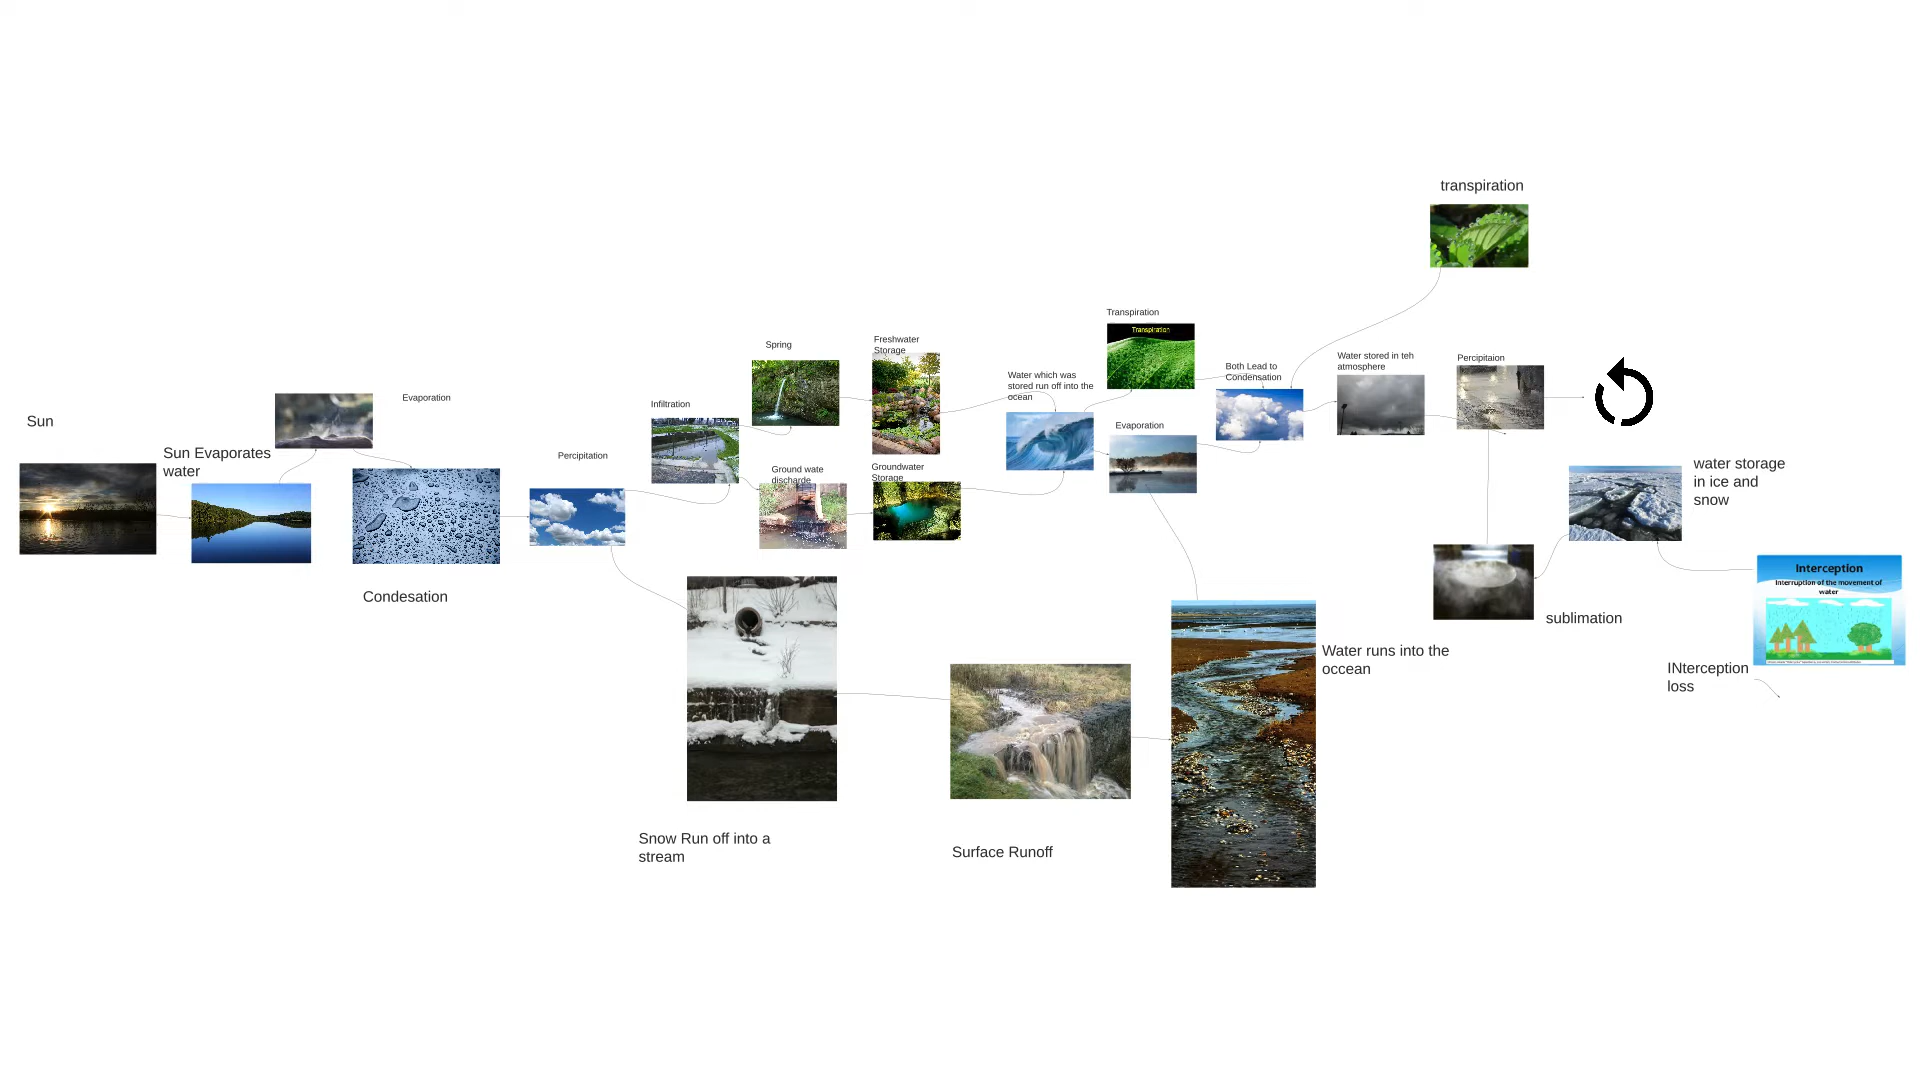 transpiration
Transpiration
Transpiration
Spring
Freshwater
Storage
Both Lead to
Condensation
Water stored in teh
atmosphere
Percipitaion
Water which was
stored run off into the
ocean
Evaporation
Infiltration
Sun
Evaporation
Sun Evaporates
water
Percipitation
Ground wate
discharge
Groundwater
Storage
water storage
in ice and
snow
Condesation
sublimation
Interception
Interruption of the movement of
water
Water runs into the
occean
INterception
loss
Snow Run off into a
stream
Surface Runoff